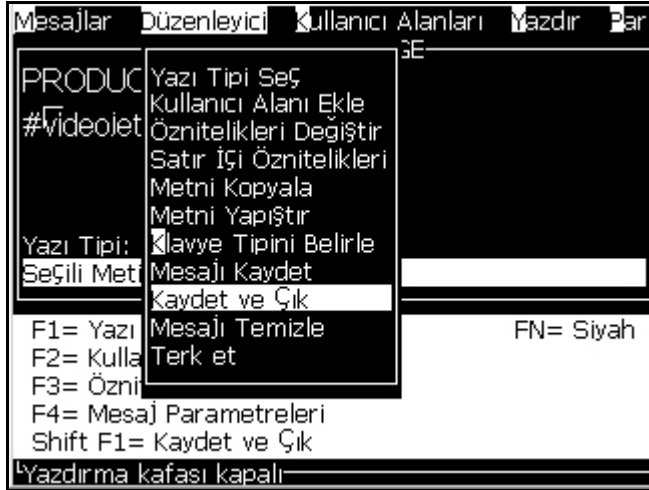 Mesajlar Düzenleyici Kullanıcı Alanları Yazdır Par
GE
PRODUC
#videojet
Yazı Tipi Seç
Kullanıcı Alanı Ekle
Öznitelikleri Değiştir
Satır İçi Öznitelikleri
Metni Kopyala
Metni Yapıştır
Klavye Tipini Belirle
Mesajı Kaydet
Kaydet ve Çık
Mesajı Temizle
Terk et
Yazı Tipi:
Seçili Meti
F1= Yazı
FN= Siyah
F2= Kulla
F3= Özni
F4= Mesaj Parametreleri
Shift F1= Kaydet ve Çık
Yazdırma kafası kapalı